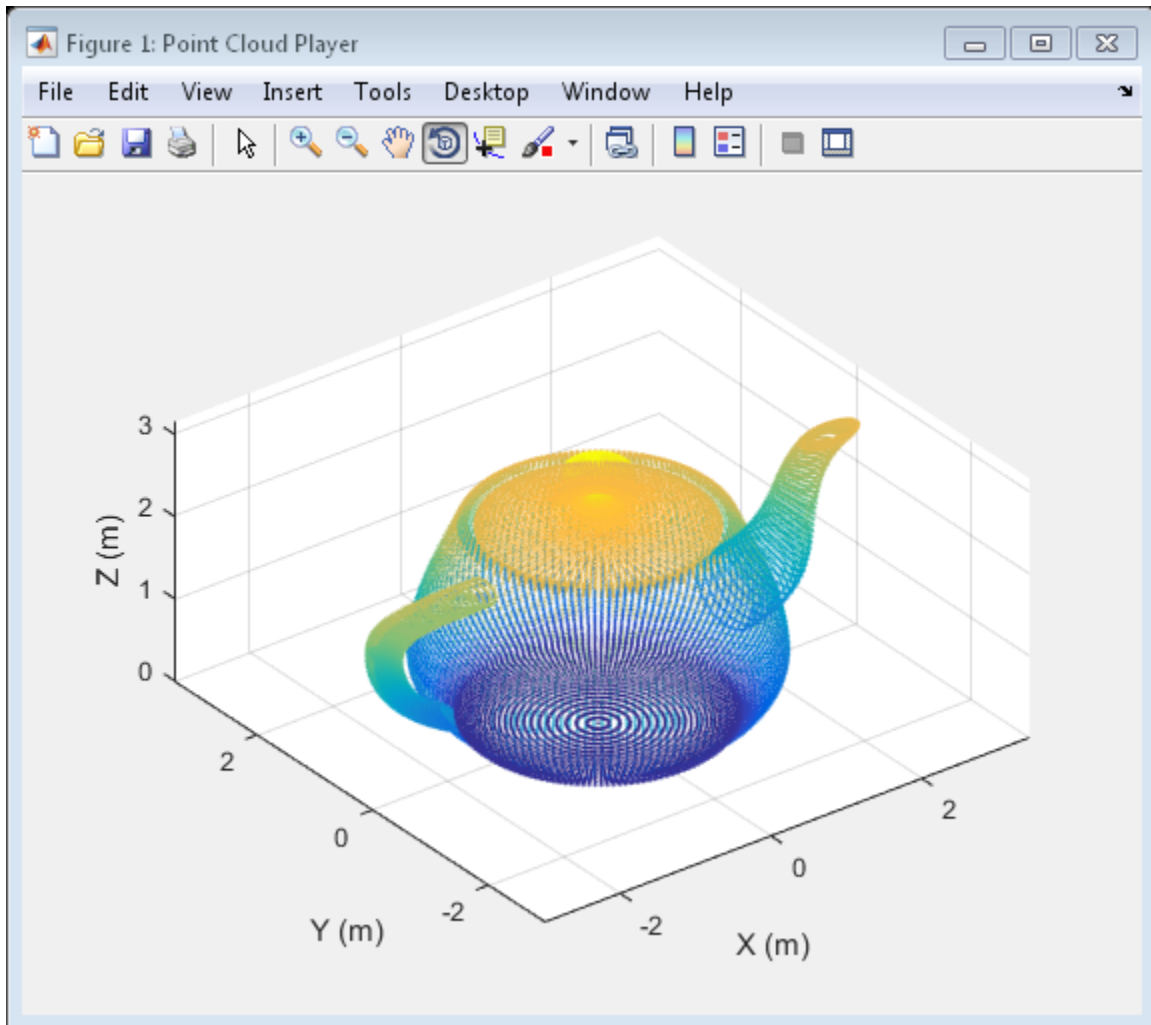 Figure 1: Point Cloud Player
File Edit View Insert Tools Desktop Window Help
3
2
1
0
Z (m)
2
0
-2
Y (m)
-2
0
2
X (m)